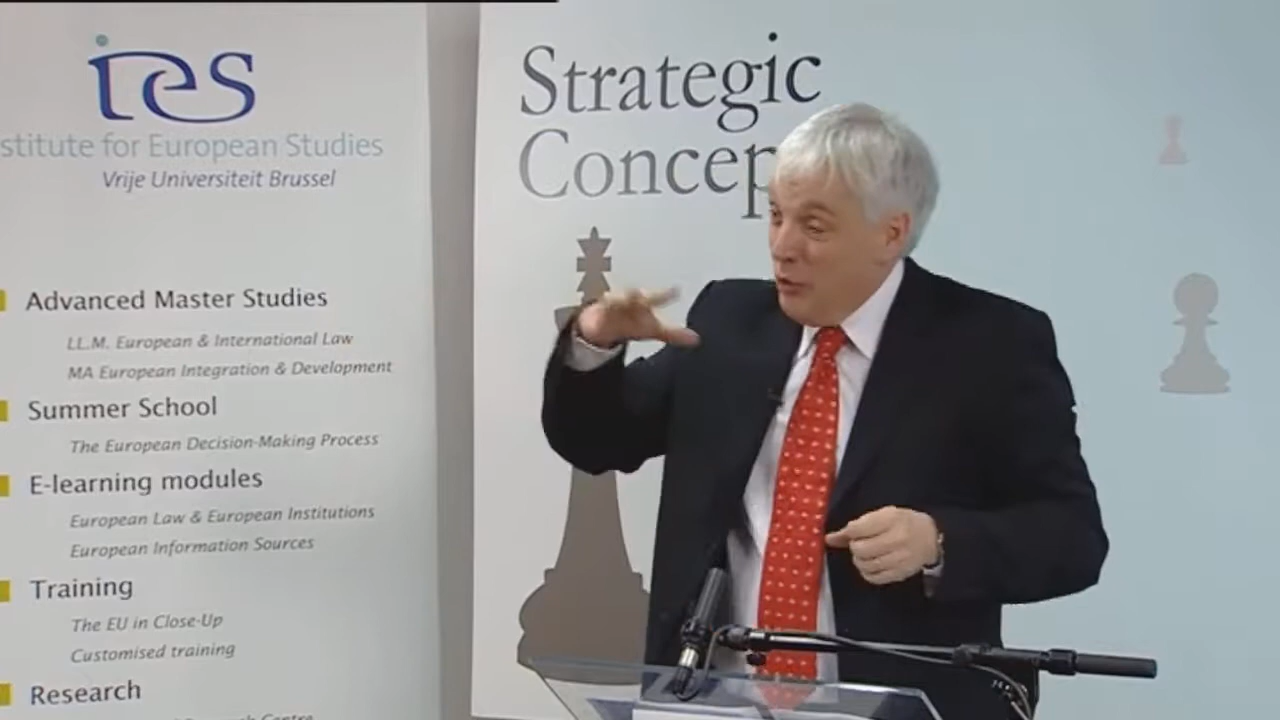 ies
stitute for European Studies
Vrije Universiteit Brussel
Advanced Master Studies
LL.M. European & International Law
MA European Integration & Development
Summer School
The European Decision-Making Process
E-learning modules
European Law & European Institutions
European Information Sources
Training
The EU in Close-Up
Customised training
Research
Strategic
Concep